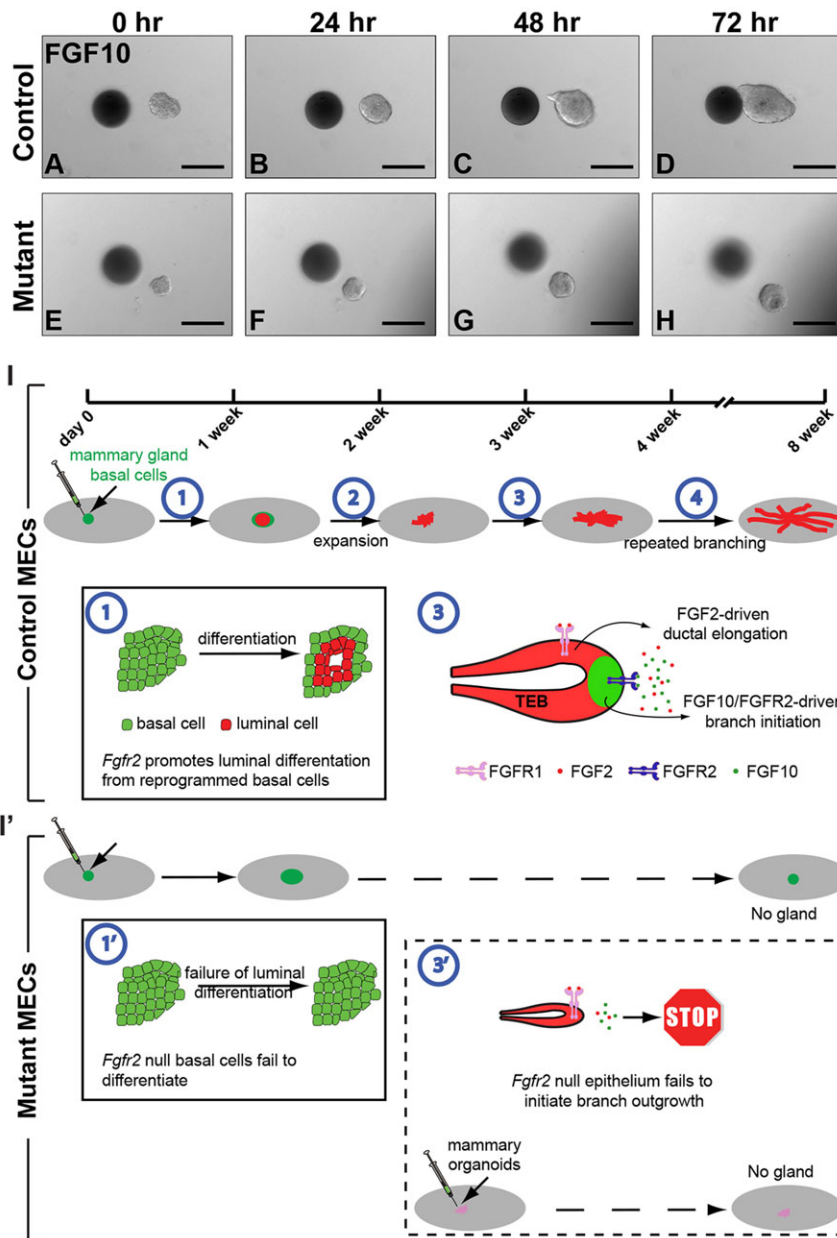 0 hr
24 hr
48 hr
72 hr
Control
FGF10
A
B
C
D
Mutant
E
F
G
H
I
Control MECs
day 0
1 week
2 week
3 week
4 week
8 week
mammary gland
basal cells
1
2
3
4
expansion
repeated branching
1
differentiation
basal cell
luminal cell
Fgfr2 promotes luminal differentation
from reprogrammed basal cells
3
FGF2-driven
ductal elongation
TEB
FGF10/FGFR2-driven
branch initiation
FGFR1
FGF2
FGFR2
FGF10
I'
Mutant MECs
No gland
1'
failure of luminal
differentiation
Fgfr2 null basal cells fail to
differentiate
3'
STOP
Fgfr2 null epithelium fails to
initiate branch outgrowth
mammary
organoids
No gland